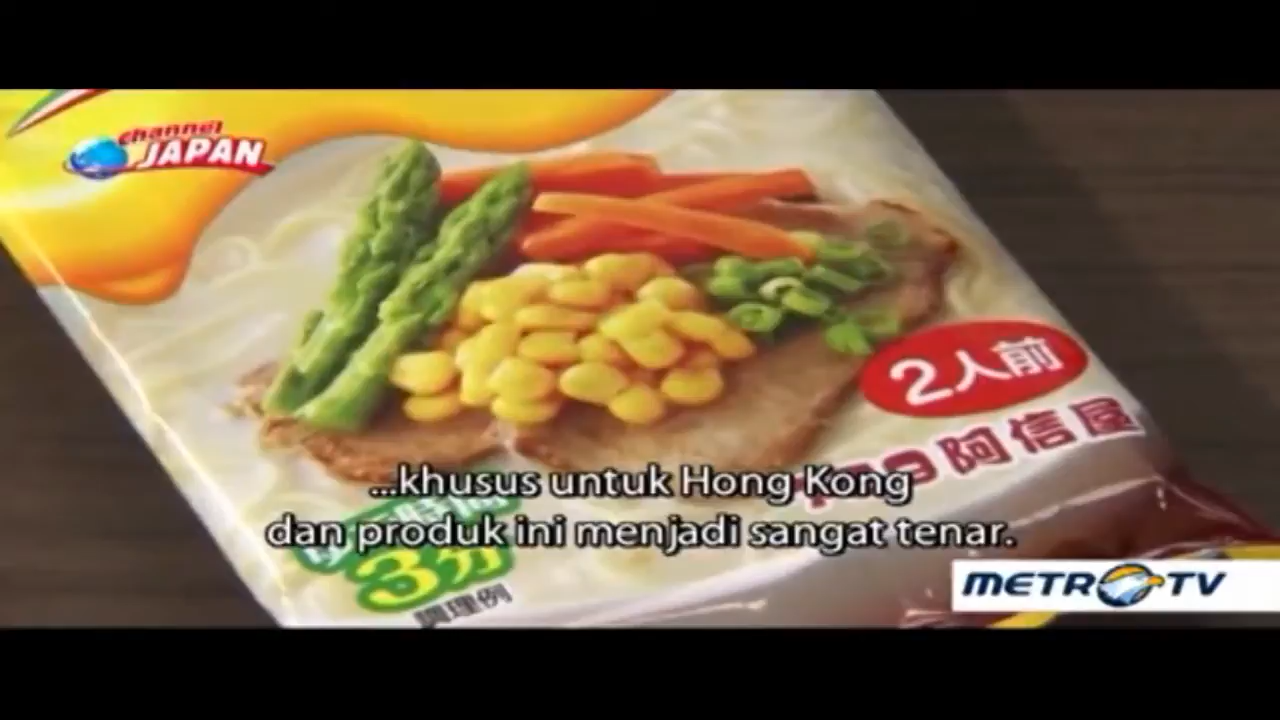 channel
JAPAN
2人前
阿信屋
...khusus untuk Hong Kong
dan produk ini menjadi sangat tenar.
3分
調理例
METRO TV